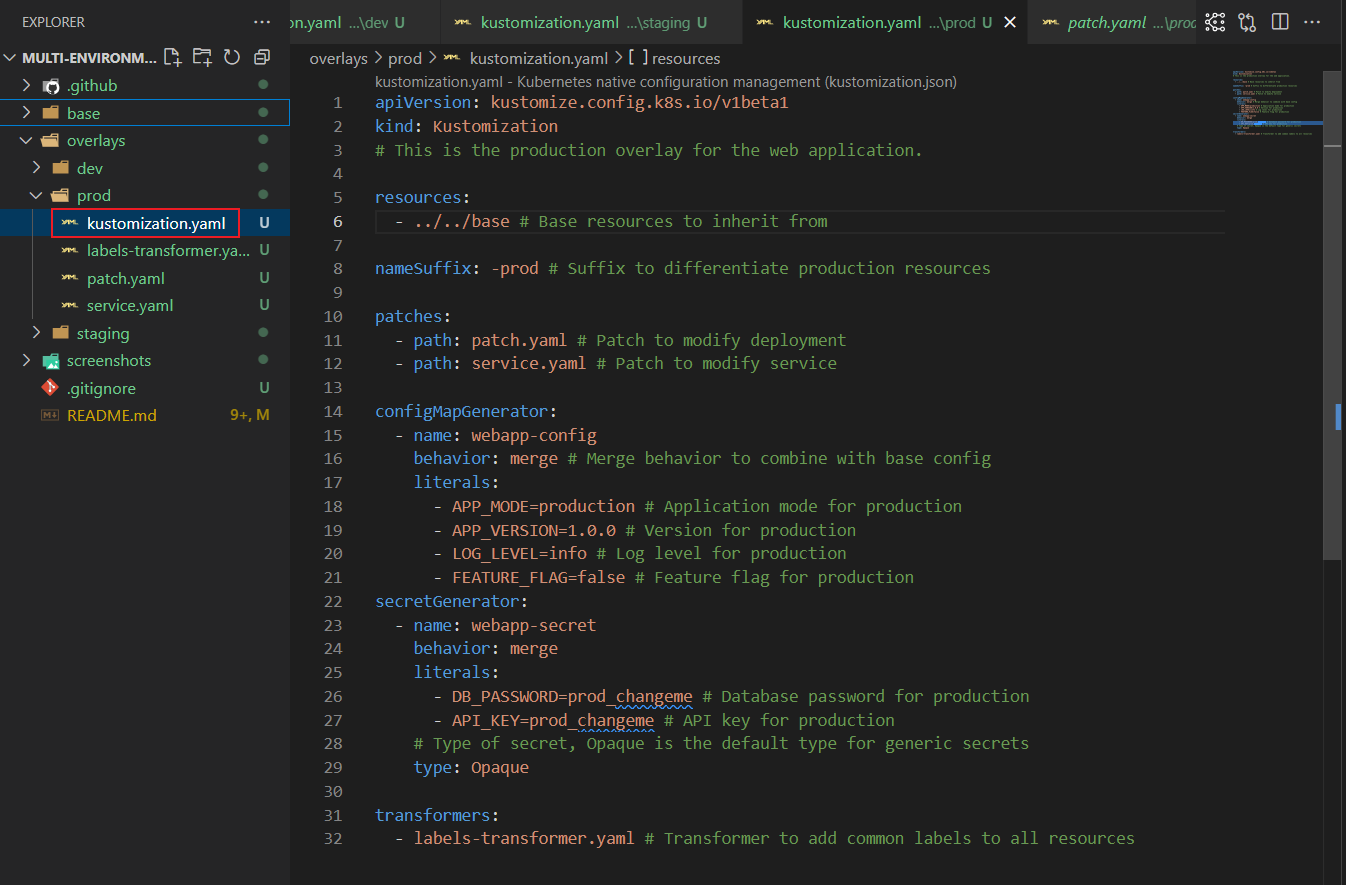 EXPLORER
on.yaml ...\dev U
kustomization.yaml ...\staging U
kustomization.yaml ...\prod U
patch.yaml ...\prod
MULTI-ENVIRONM...
.github
base
overlays
dev
prod
kustomization.yaml U
labels-transformer.ya... U
patch.yaml U
service.yaml U
staging
screenshots
.gitignore U
README.md 9+, M
overlays > prod > kustomization.yaml > [ ] resources
kustomization.yaml - Kubernetes native configuration management (kustomization.json)
1 apiVersion: kustomize.config.k8s.io/v1beta1
2 kind: Kustomization
3 # This is the production overlay for the web application.
4
5 resources:
6 - ../../base # Base resources to inherit from
7
8 nameSuffix: -prod # Suffix to differentiate production resources
9
10 patches:
11 - path: patch.yaml # Patch to modify deployment
12 - path: service.yaml # Patch to modify service
13
14 configMapGenerator:
15 - name: webapp-config
16 behavior: merge # Merge behavior to combine with base config
17 literals:
18 - APP_MODE=production # Application mode for production
19 - APP_VERSION=1.0.0 # Version for production
20 - LOG_LEVEL=info # Log level for production
21 - FEATURE_FLAG=false # Feature flag for production
22 secretGenerator:
23 - name: webapp-secret
24 behavior: merge
25 literals:
26 - DB_PASSWORD=prod_changeme # Database password for production
27 - API_KEY=prod_changeme # API key for production
28 # Type of secret, Opaque is the default type for generic secrets
29 type: Opaque
30
31 transformers:
32 - labels-transformer.yaml # Transformer to add common labels to all resources